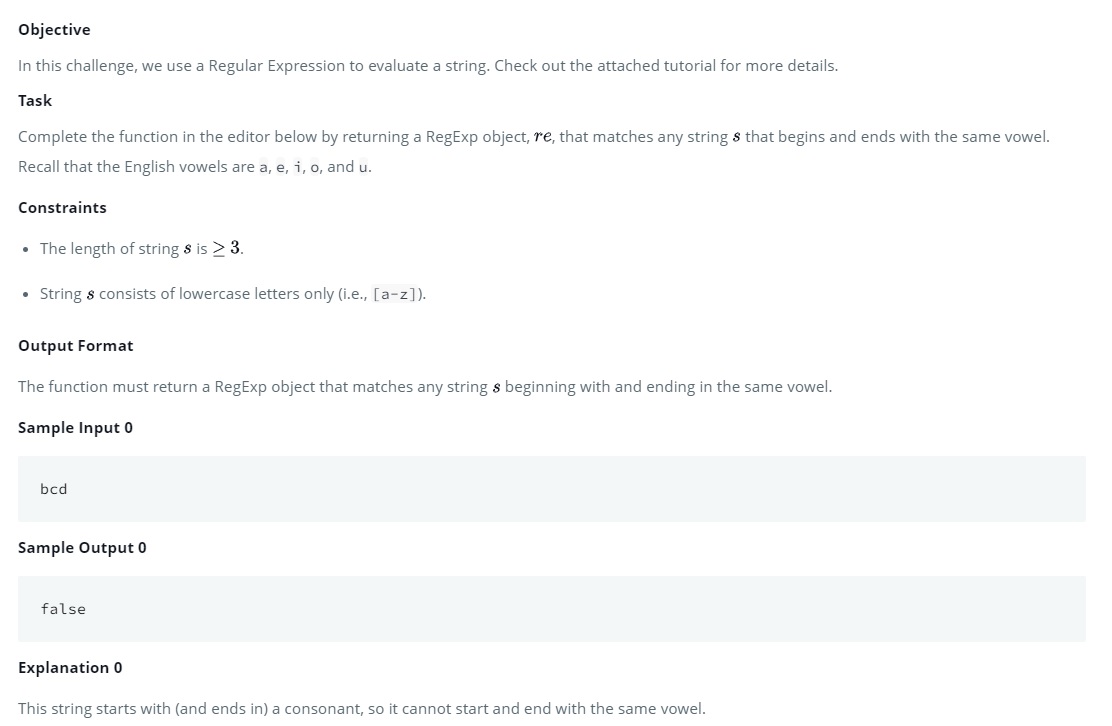 Objective
In this challenge, we use a Regular Expression to evaluate a string. Check out the attached tutorial for more details.
Task
Complete the function in the editor below by returning a RegExp object, re, that matches any string s that begins and ends with the same vowel.
Recall that the English vowels are a, e, i, o, and u.
Constraints
• The length of string s is ≥ 3.
• String s consists of lowercase letters only (i.e., [a-z]).
Output Format
The function must return a RegExp object that matches any string s beginning with and ending in the same vowel.
Sample Input 0
bcd
Sample Output 0
false
Explanation 0
This string starts with (and ends in) a consonant, so it cannot start and end with the same vowel.